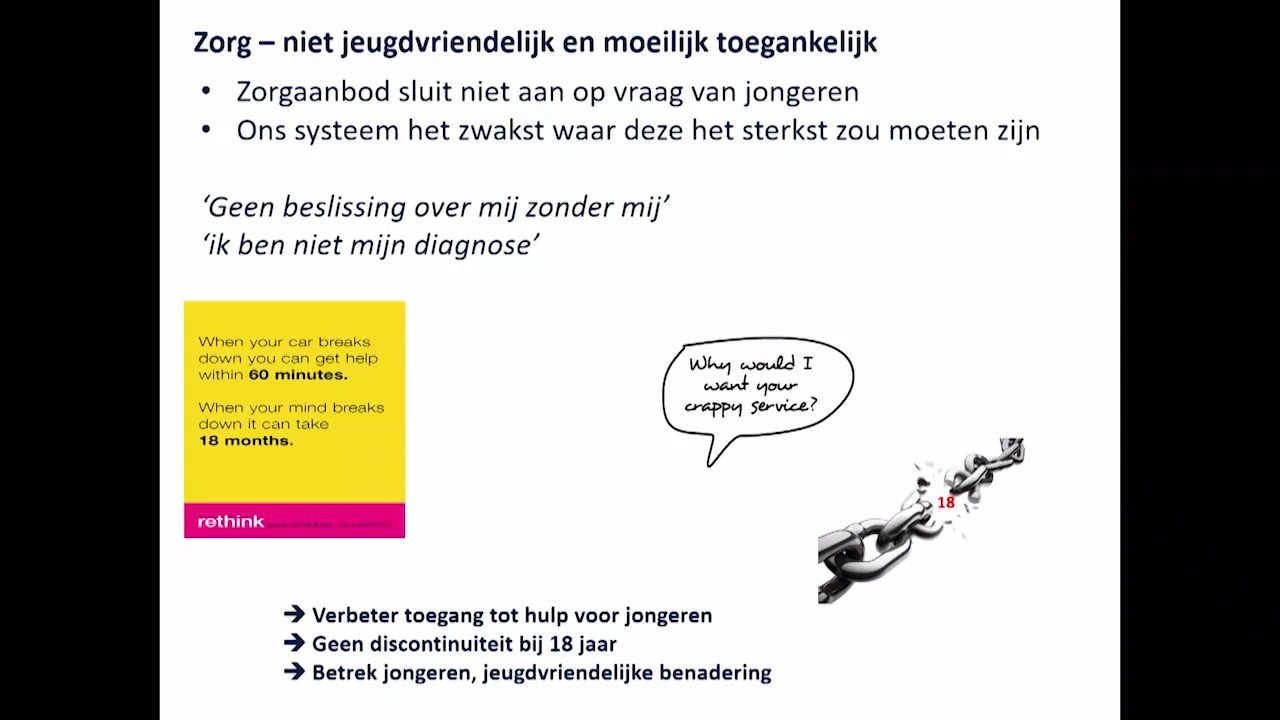 Zorg – niet jeugdvriendelijk en moeilijk toegankelijk
• Zorgaanbod sluit niet aan op vraag van jongeren
• Ons systeem het zwakst waar deze het sterkst zou moeten zijn
‘Geen beslissing over mij zonder mij’
‘ik ben niet mijn diagnose’
When your car breaks
down you can get help
within 60 minutes.
When your mind breaks
down it can take
18 months.
rethink
Why would I
want your
crappy service?
18
➔ Verbeter toegang tot hulp voor jongeren
➔ Geen discontinuiteit bij 18 jaar
➔ Betrek jongeren, jeugdvriendelijke benadering